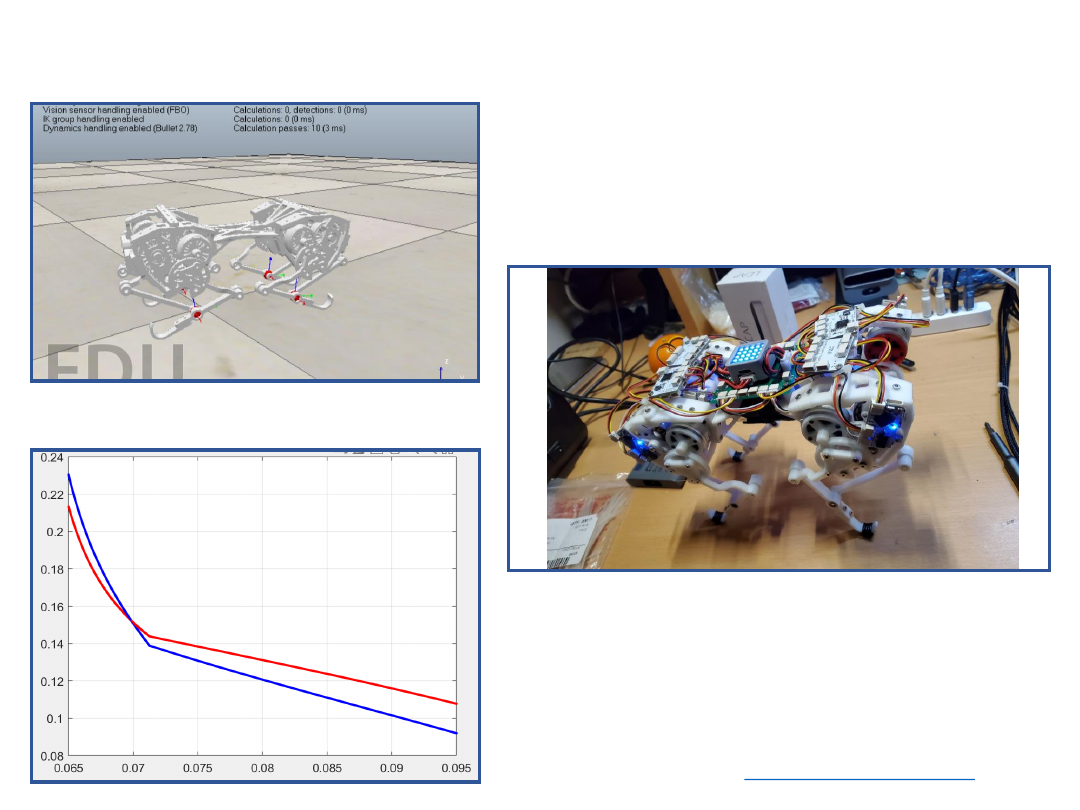 Vision sensor handling enabled (FBO) Calculations: 0, detections: 0 (0 ms)
IK group handling enabled Calculations: 0 (0 ms)
Dynamics handling enabled (Bullet 2.78) Calculation passes: 10 (3 ms)
EDU
0.24
0.22
0.2
0.18
0.16
0.14
0.12
0.1
0.08
0.065 0.07 0.075 0.08 0.085 0.09 0.095